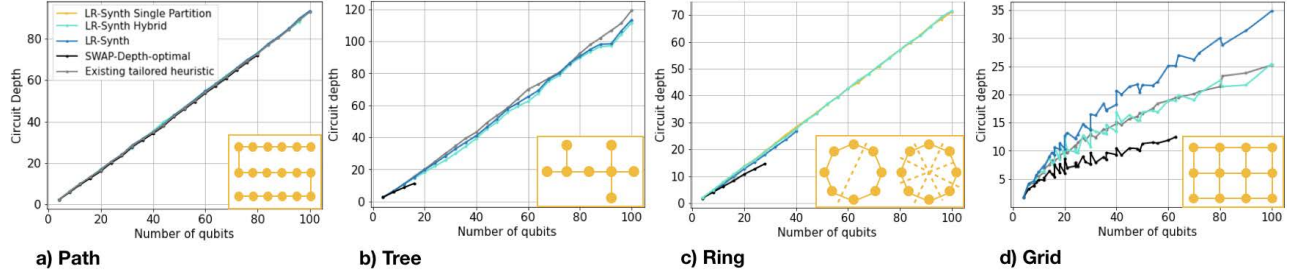 LR-Synth Single Partition
LR-Synth Hybrid
LR-Synth
SWAP-Depth-optimal
Existing tailored heuristic
Circuit Depth
80
60
40
20
0
0 20 40 60 80 100
Number of qubits
a) Path
Circuit depth
120
100
80
60
40
20
0
0 20 40 60 80 100
Number of qubits
b) Tree
Circuit depth
70
60
50
40
30
20
10
0
0 20 40 60 80 100
Number of qubits
c) Ring
Circuit depth
35
30
25
20
15
10
5
0 20 40 60 80 100
Number of qubits
d) Grid